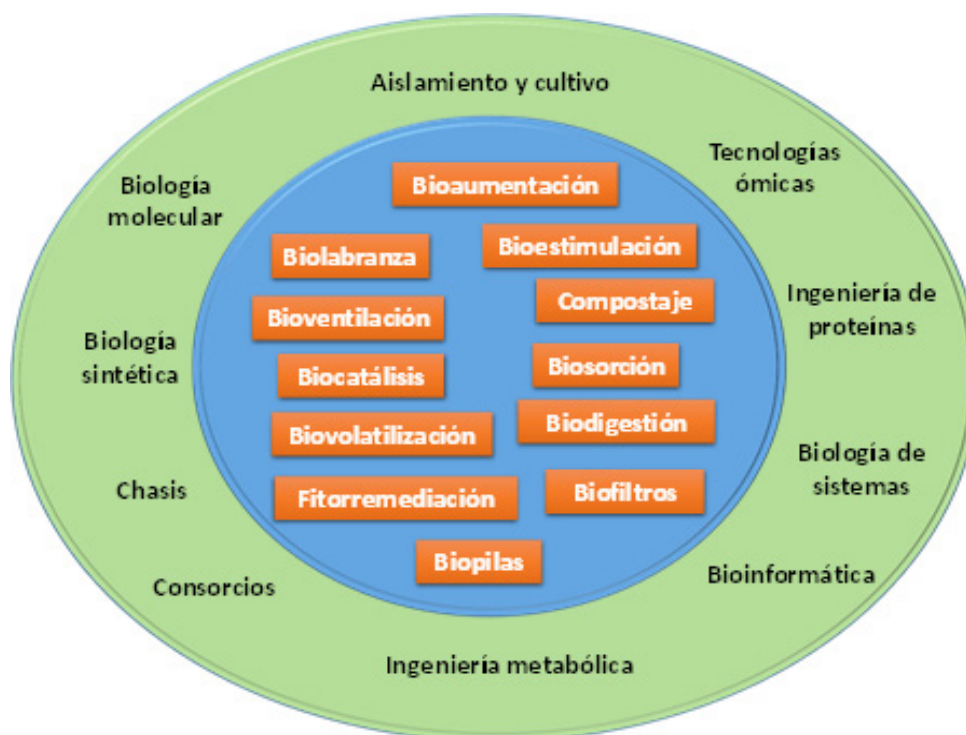 Aislamiento y cultivo
Tecnologías
ómicas
Biología
molecular
Bioaumentación
Biolabranza
Bioestimulación
Compostaje
Ingeniería de
proteínas
Bioventilación
Biología
sintética
Biocatálisis
Biosorción
Biovolatilización
Biodigestión
Biología de
sistemas
Chasis
Fitorremediación
Biofiltros
Biopilas
Consorcios
Bioinformática
Ingeniería metabólica